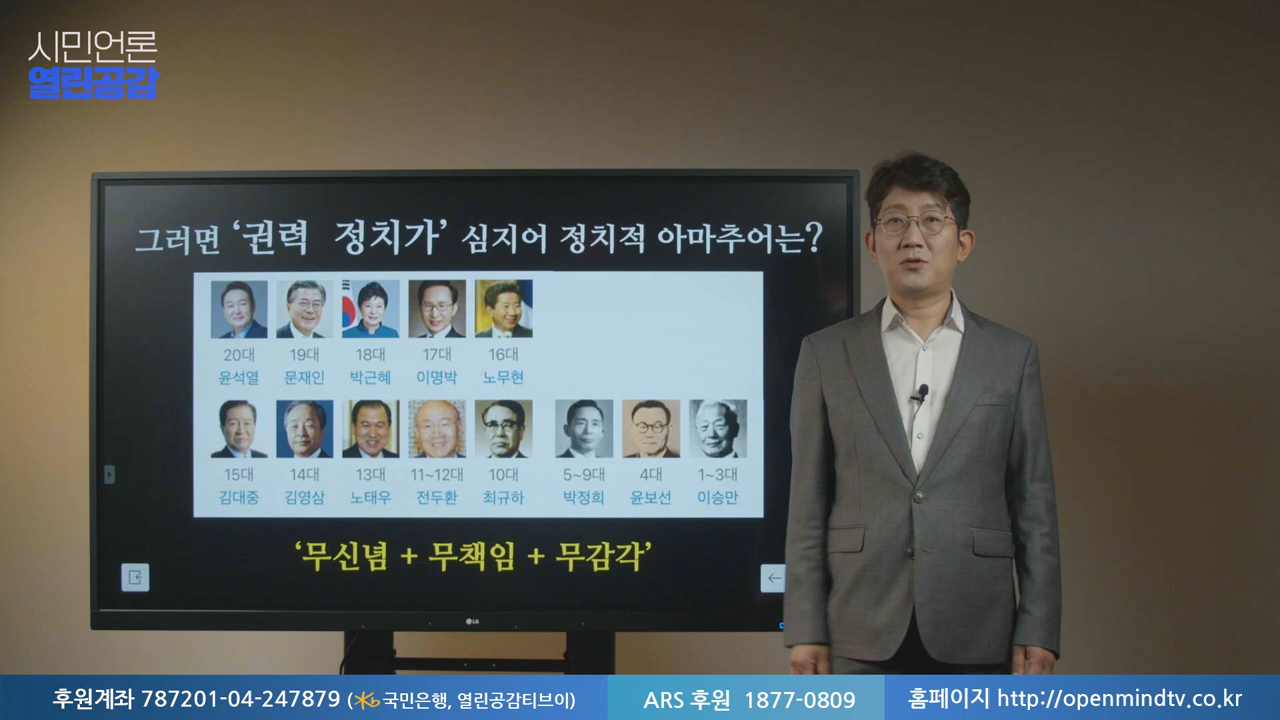 시민언론
열린공감
그러면 ‘권력 정치가’ 심지어 정치적 아마추어는?
20대 19대 18대 17대 16대
윤석열 문재인 박근혜 이명박 노무현
15대 14대 13대 11~12대 10대 5~9대 4대 1~3대
김대중 김영삼 노태우 전두환 최규하 박정희 윤보선 이승만
‘무신념 + 무책임 + 무감각’
LG
후원계좌 787201-04-247879 (국민은행, 열린공감티브이) ARS 후원 1877-0809 홈페이지 http://openmindtv.co.kr